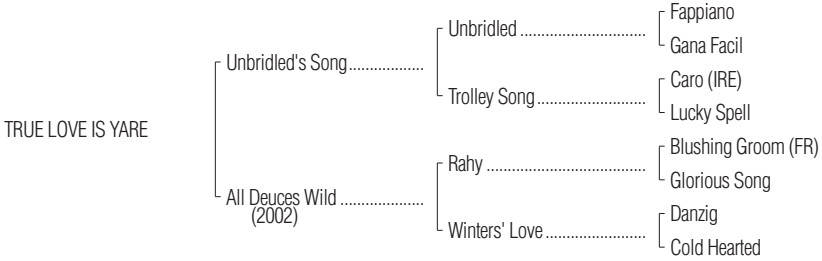 Fappiano
Unbridled ..............................
Gana Facil
Unbridled's Song..................
Caro (IRE)
Trolley Song..........................
Lucky Spell
TRUE LOVE IS YARE
Blushing Groom (FR)
Rahy ......................................
Glorious Song
All Deuces Wild ....................
(2002)
Danzig
Winters' Love........................
Cold Hearted